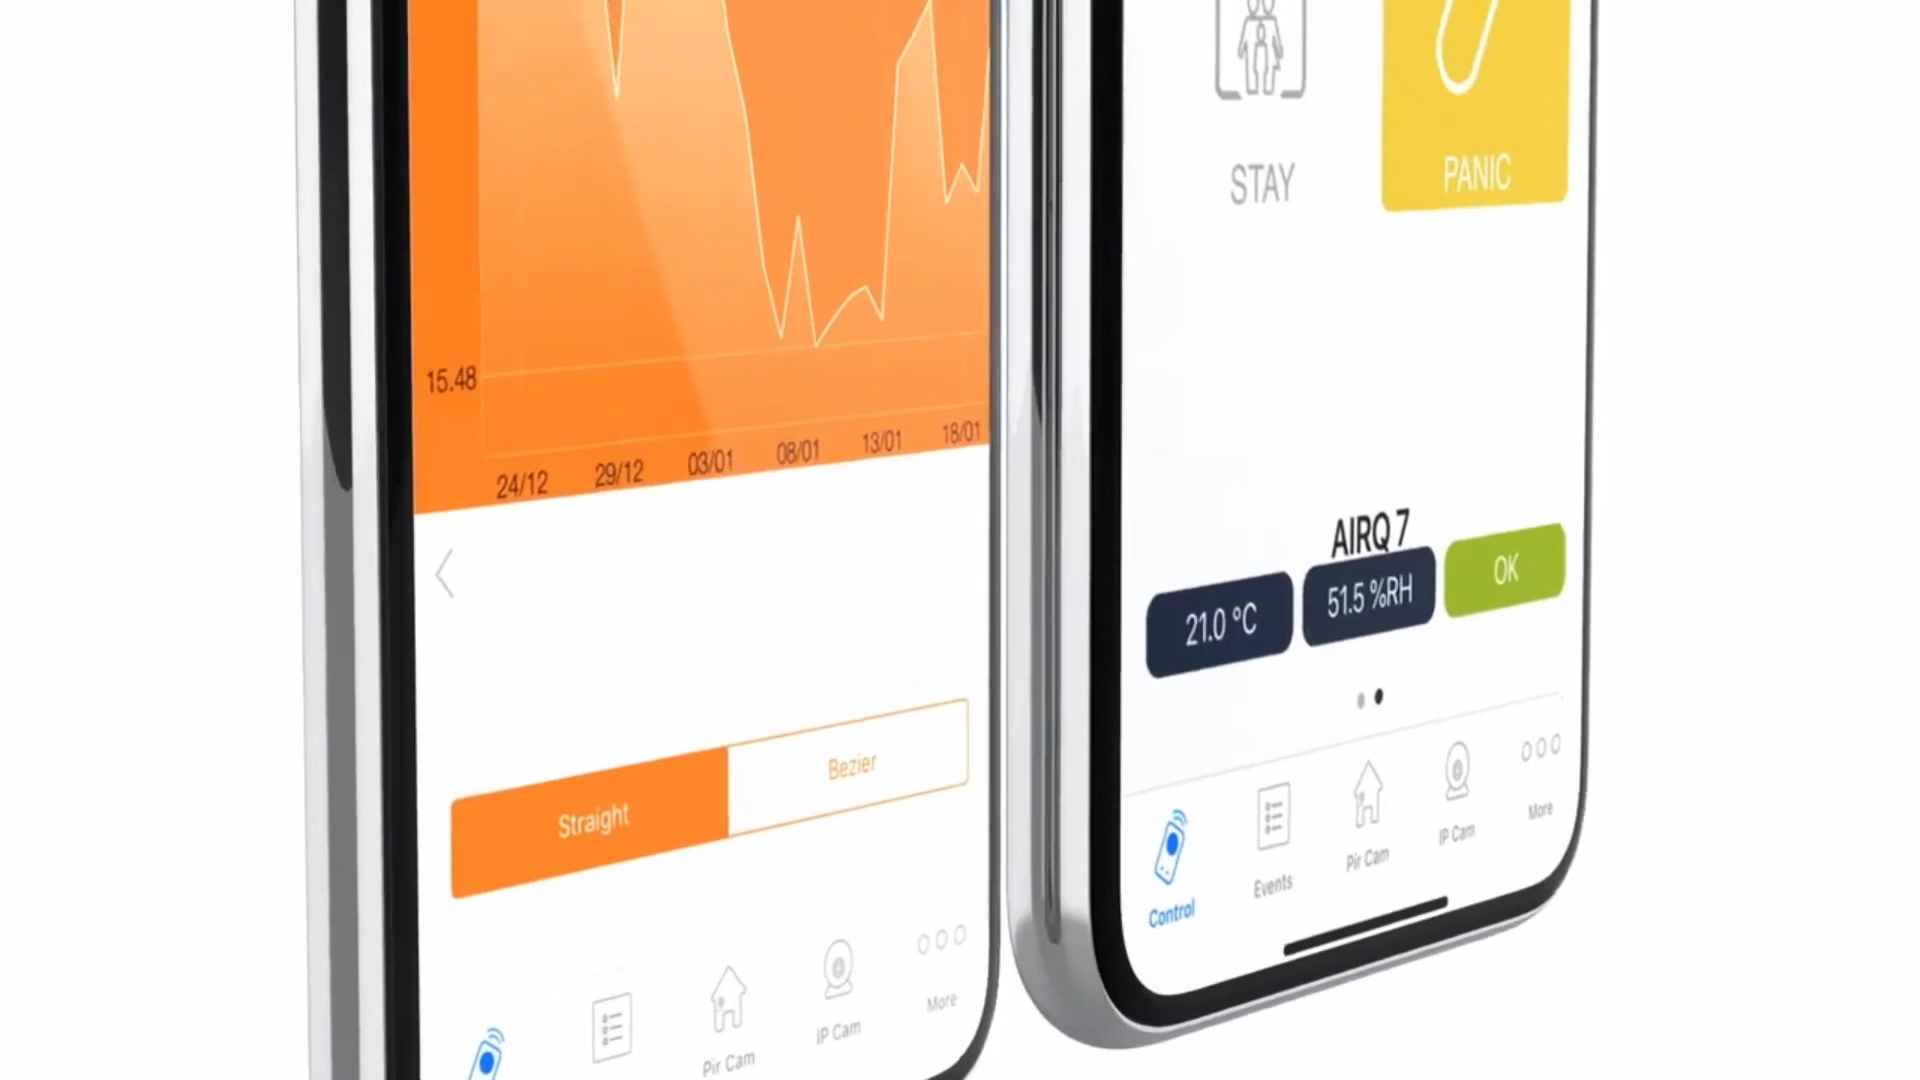 15.48
24/12 29/12 03/01 08/01 13/01 18/01
Straight Bezier
Pir Cam IP Cam More
STAY PANIC
AIRQ 7
21.0 °C 51.5 %RH OK
Control Events Pir Cam IP Cam More